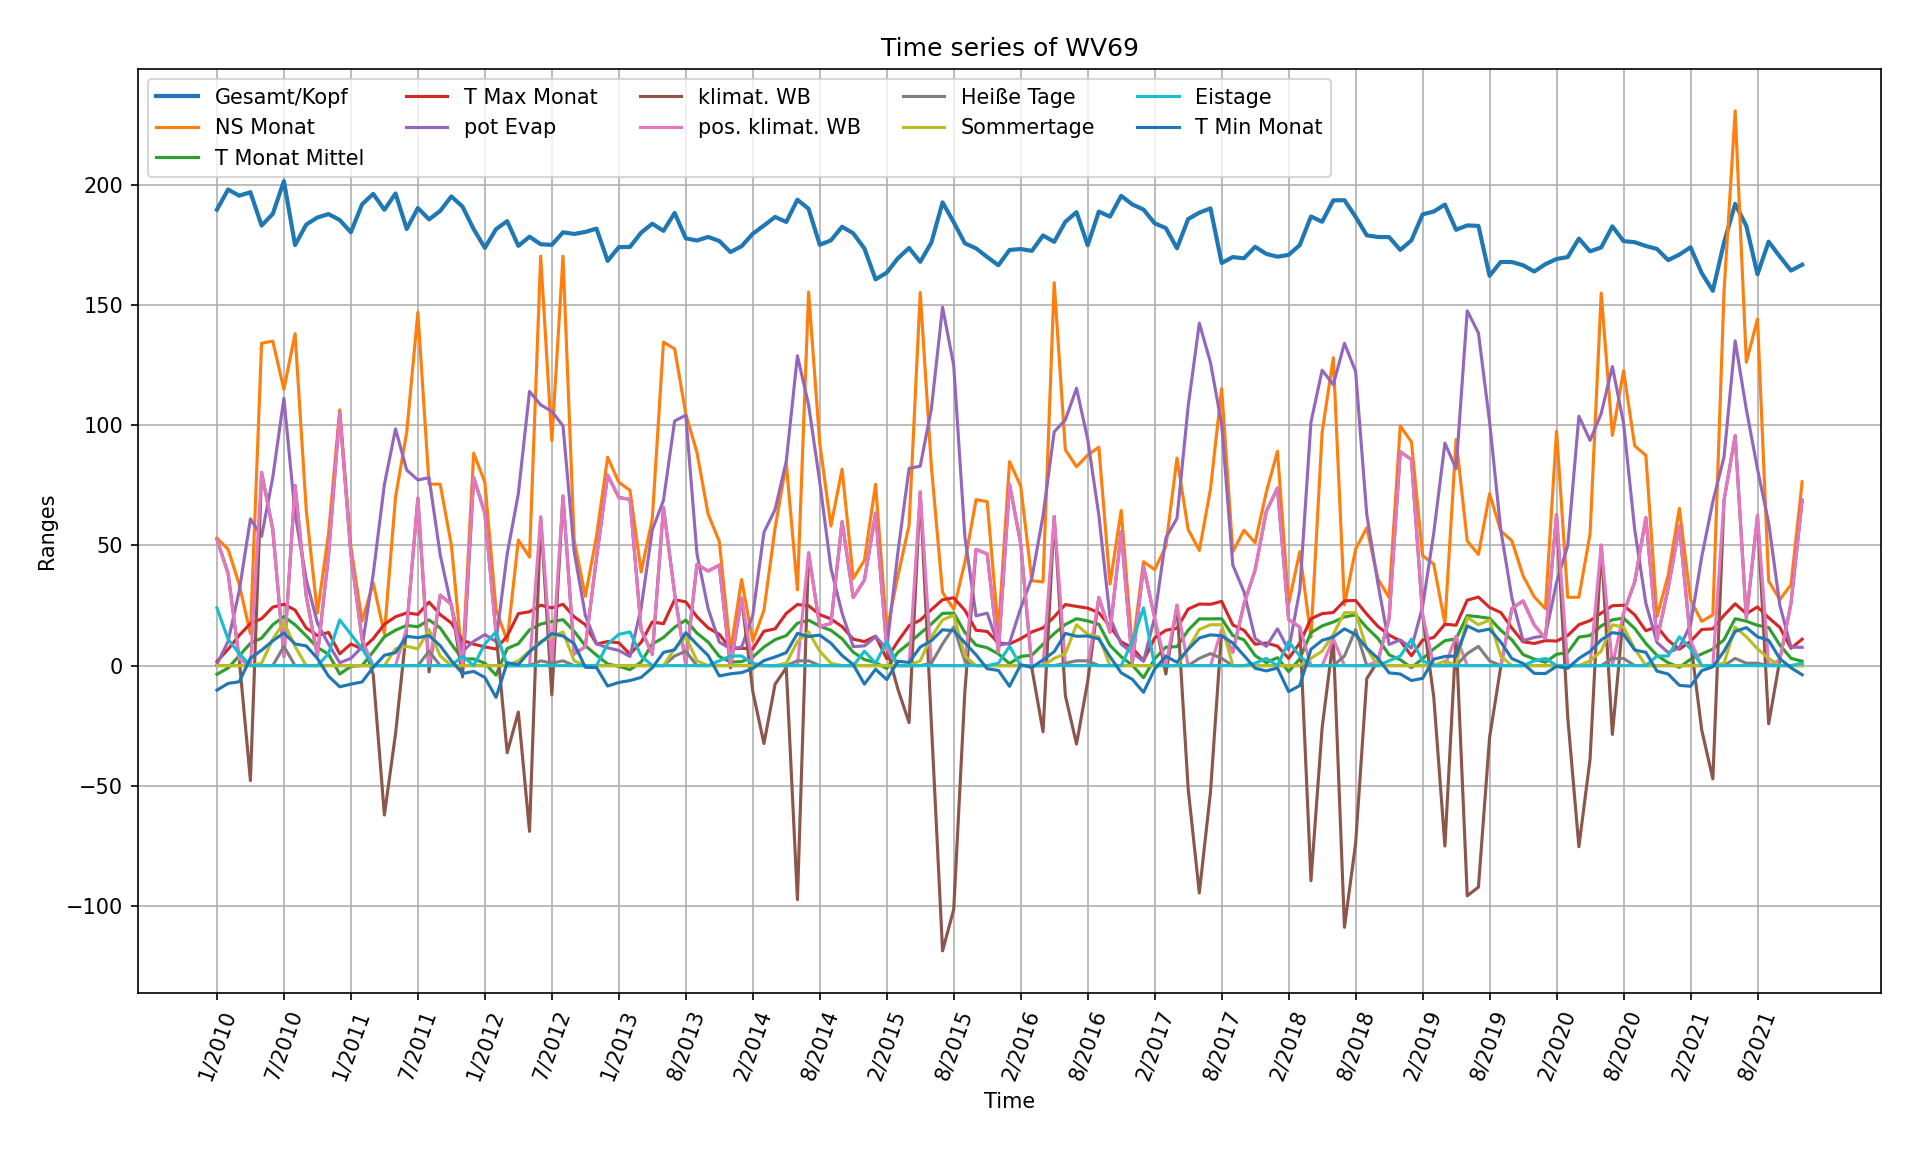 Time series of WV69
Gesamt/Kopf
NS Monat
T Monat Mittel
T Max Monat
pot Evap
klimat. WB
pos. klimat. WB
Heiße Tage
Sommertage
Eistage
T Min Monat
Ranges
200
150
100
50
0
−50
−100
1/2010
7/2010
1/2011
7/2011
1/2012
7/2012
1/2013
8/2013
2/2014
8/2014
2/2015
8/2015
2/2016
8/2016
2/2017
8/2017
2/2018
8/2018
2/2019
8/2019
2/2020
8/2020
2/2021
8/2021
Time